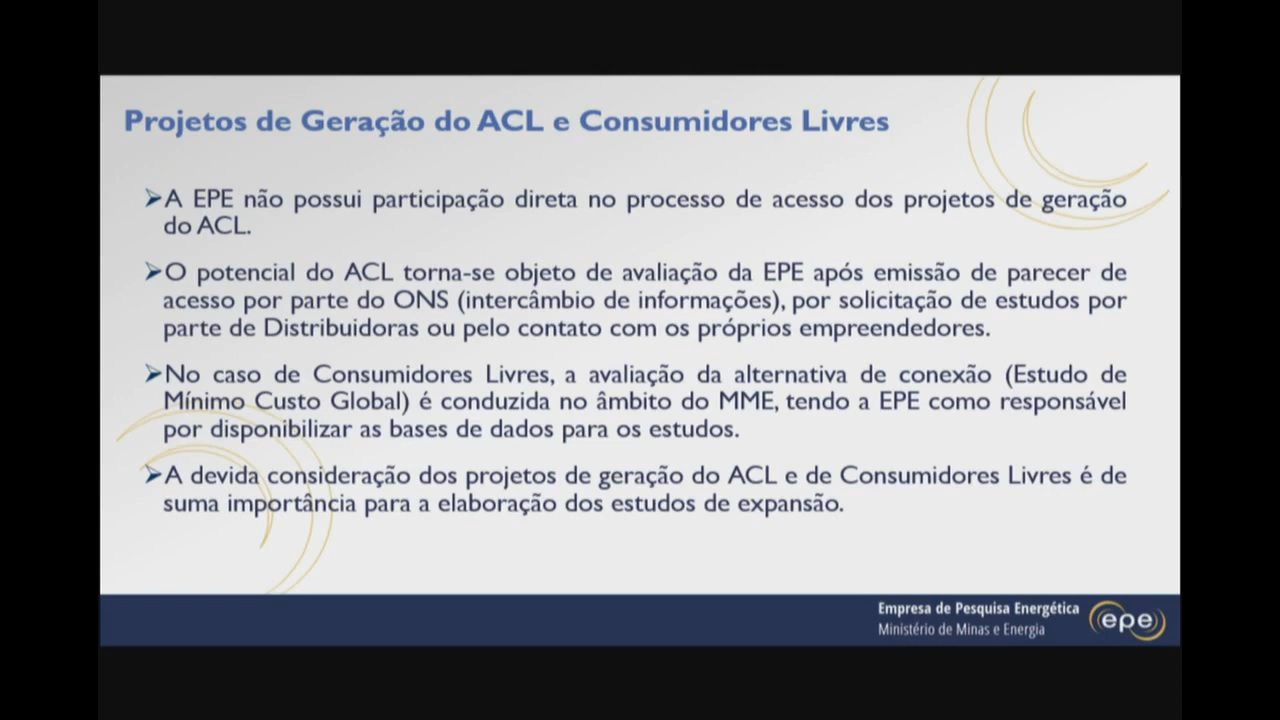 Projetos de Geração do ACL e Consumidores Livres
➢A EPE não possui participação direta no processo de acesso dos projetos de geração
do ACL.
➢O potencial do ACL torna-se objeto de avaliação da EPE após emissão de parecer de
acesso por parte do ONS (intercâmbio de informações), por solicitação de estudos por
parte de Distribuidoras ou pelo contato com os próprios empreendedores.
➢No caso de Consumidores Livres, a avaliação da alternativa de conexão (Estudo de
Mínimo Custo Global) é conduzida no âmbito do MME, tendo a EPE como responsável
por disponibilizar as bases de dados para os estudos.
➢A devida consideração dos projetos de geração do ACL e de Consumidores Livres é de
suma importância para a elaboração dos estudos de expansão.
Empresa de Pesquisa Energética
Ministério de Minas e Energia
epe